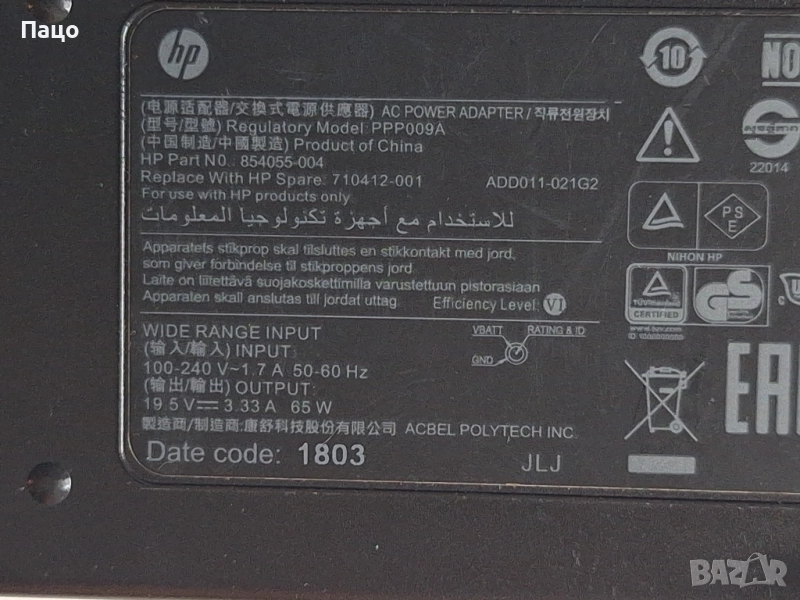 Пацо
hp
10
NO
(电源适配器/交換式電源供應器) AC POWER ADAPTER / 직류전원장치
(型号/型號) Regulatory Model: PPP009A
(中国制造/中國製造) Product of China
HP Part NO. 854055-004
Replace With HP Spare: 710412-001 ADD011-021G2
For use with HP products only
للاستخدام مع أجهزة تكنولوجيا المعلومات
22014
PS
E
NIHON HP
Apparatets stikprop skal tilsluttes en stikkontakt med jord,
som giver forbindelse til stikproppens jord
Laite on liitettävä suojakoskettimilla varustettuun pistorasiaan
Apparaten skall anslutas till jordat uttag. Efficiency Level: VI
CERTIFIED
GS
WIDE RANGE INPUT
(输入/輸入) INPUT:
100-240 V~1.7 A 50-60 Hz
(输出/輸出) OUTPUT:
19.5 V 3.33 A 65 W
VBATT RATING & ID
GND
EAC
製造商/制造商:康舒科技股份有限公司 ACBEL POLYTECH INC.
Date code: 1803 JLJ
BAZAR